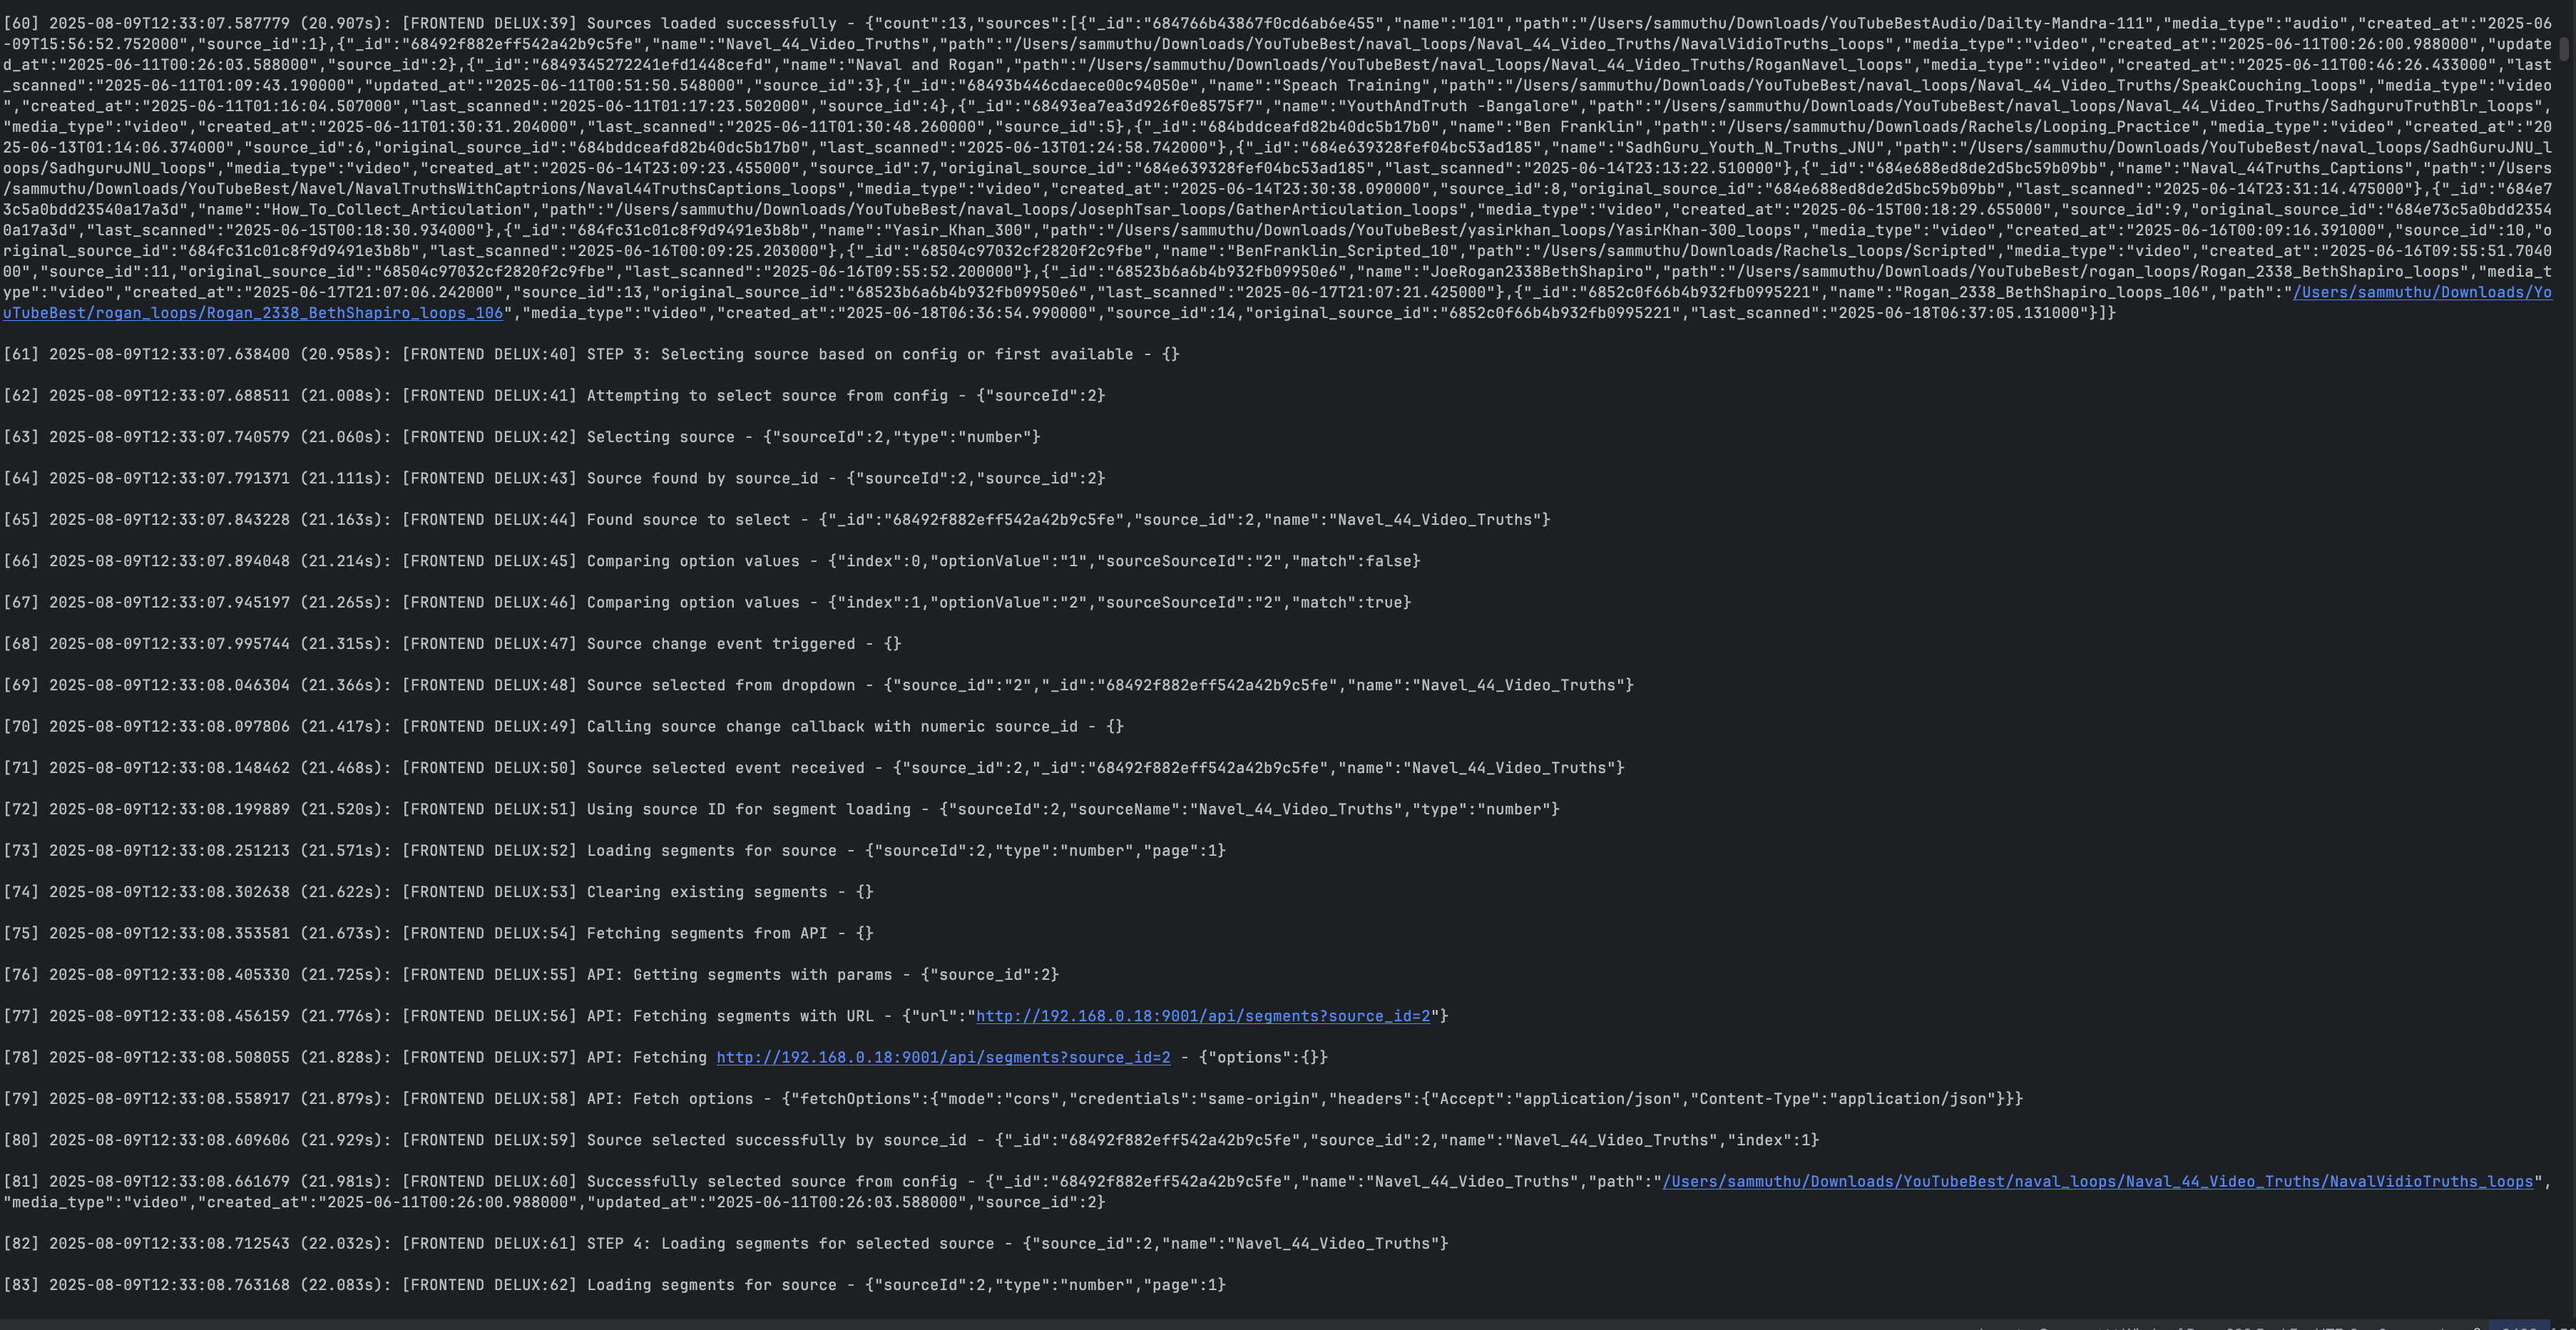 [60] 2025-08-09T12:33:07.587779 (20.907s): [FRONTEND DELUX:39] Sources loaded successfully - {"count":13,"sources":[{"_id":"684766b43867f0cd6ab6e455","name":"101","path":"/Users/sammuthu/Downloads/YouTubeBestAudio/Dailty-Mandra-111","media_type":"audio","created_at":"2025-06
-09T15:56:52.752000","source_id":1},{"_id":"68492f882eff542a42b9c5fe","name":"Navel_44_Video_Truths","path":"/Users/sammuthu/Downloads/YouTubeBest/naval_loops/Naval_44_Video_Truths/NavalVidioTruths_loops","media_type":"video","created_at":"2025-06-11T00:26:00.988000","update
d_at":"2025-06-11T00:26:03.588000","source_id":2},{"_id":"6849345272241efd1448cefd","name":"Naval and Rogan","path":"/Users/sammuthu/Downloads/YouTubeBest/naval_loops/Naval_44_Video_Truths/RoganNavel_loops","media_type":"video","created_at":"2025-06-11T00:46:26.433000","last
_scanned":"2025-06-11T01:09:43.190000","updated_at":"2025-06-11T00:51:50.548000","source_id":3},{"_id":"68493b446cdaece00c94050e","name":"Speach Training","path":"/Users/sammuthu/Downloads/YouTubeBest/naval_loops/Naval_44_Video_Truths/SpeakCouching_loops","media_type":"video
","created_at":"2025-06-11T01:16:04.507000","last_scanned":"2025-06-11T01:17:23.502000","source_id":4},{"_id":"68493ea7ea3d926f0e8575f7","name":"YouthAndTruth -Bangalore","path":"/Users/sammuthu/Downloads/YouTubeBest/naval_loops/Naval_44_Video_Truths/SadhguruTruthBlr_loops",
"media_type":"video","created_at":"2025-06-11T01:30:31.204000","last_scanned":"2025-06-11T01:30:48.260000","source_id":5},{"_id":"684bddceafd82b40dc5b17b0","name":"Ben Franklin","path":"/Users/sammuthu/Downloads/Rachels/Looping_Practice","media_type":"video","created_at":"20
25-06-13T01:14:06.374000","source_id":6,"original_source_id":"684bddceafd82b40dc5b17b0","last_scanned":"2025-06-13T01:24:58.742000"},{"_id":"684e639328fef04bc53ad185","name":"SadhGuru_Youth_N_Truths_JNU","path":"/Users/sammuthu/Downloads/YouTubeBest/naval_loops/SadhGuruJNU_l
oops/SadhguruJNU_loops","media_type":"video","created_at":"2025-06-14T23:09:23.455000","source_id":7,"original_source_id":"684e639328fef04bc53ad185","last_scanned":"2025-06-14T23:13:22.510000"},{"_id":"684e688ed8de2d5bc59b09bb","name":"Naval_44Truths_Captions","path":"/Users
/sammuthu/Downloads/YouTubeBest/Navel/NavalTruthsWithCaptrions/Naval44TruthsCaptions_loops","media_type":"video","created_at":"2025-06-14T23:30:38.090000","source_id":8,"original_source_id":"684e688ed8de2d5bc59b09bb","last_scanned":"2025-06-14T23:31:14.475000"},{"_id":"684e7
3c5a0bdd23540a17a3d","name":"How_To_Collect_Articulation","path":"/Users/sammuthu/Downloads/YouTubeBest/naval_loops/JosephTsar_loops/GatherArticulation_loops","media_type":"video","created_at":"2025-06-15T00:18:29.655000","source_id":9,"original_source_id":"684e73c5a0bdd2354
0a17a3d","last_scanned":"2025-06-15T00:18:30.934000"},{"_id":"684fc31c01c8f9d9491e3b8b","name":"Yasir_Khan_300","path":"/Users/sammuthu/Downloads/YouTubeBest/yasirkhan_loops/YasirKhan-300_loops","media_type":"video","created_at":"2025-06-16T00:09:16.391000","source_id":10,"o
riginal_source_id":"684fc31c01c8f9d9491e3b8b","last_scanned":"2025-06-16T00:09:25.203000"},{"_id":"68504c97032cf2820f2c9fbe","name":"BenFranklin_Scripted_10","path":"/Users/sammuthu/Downloads/Rachels_loops/Scripted","media_type":"video","created_at":"2025-06-16T09:55:51.7040
00","source_id":11,"original_source_id":"68504c97032cf2820f2c9fbe","last_scanned":"2025-06-16T09:55:52.200000"},{"_id":"68523b6a6b4b932fb09950e6","name":"JoeRogan2338BethShapiro","path":"/Users/sammuthu/Downloads/YouTubeBest/rogan_loops/Rogan_2338_BethShapiro_loops","media_t
ype":"video","created_at":"2025-06-17T21:07:06.242000","source_id":13,"original_source_id":"68523b6a6b4b932fb09950e6","last_scanned":"2025-06-17T21:07:21.425000"},{"_id":"6852c0f66b4b932fb0995221","name":"Rogan_2338_BethShapiro_loops_106","path":"/Users/sammuthu/Downloads/Yo
uTubeBest/rogan_loops/Rogan_2338_BethShapiro_loops_106","media_type":"video","created_at":"2025-06-18T06:36:54.990000","source_id":14,"original_source_id":"6852c0f66b4b932fb0995221","last_scanned":"2025-06-18T06:37:05.131000"}]}
[61] 2025-08-09T12:33:07.638400 (20.958s): [FRONTEND DELUX:40] STEP 3: Selecting source based on config or first available - {}
[62] 2025-08-09T12:33:07.688511 (21.008s): [FRONTEND DELUX:41] Attempting to select source from config - {"sourceId":2}
[63] 2025-08-09T12:33:07.740579 (21.060s): [FRONTEND DELUX:42] Selecting source - {"sourceId":2,"type":"number"}
[64] 2025-08-09T12:33:07.791371 (21.111s): [FRONTEND DELUX:43] Source found by source_id - {"sourceId":2,"source_id":2}
[65] 2025-08-09T12:33:07.843228 (21.163s): [FRONTEND DELUX:44] Found source to select - {"_id":"68492f882eff542a42b9c5fe","source_id":2,"name":"Navel_44_Video_Truths"}
[66] 2025-08-09T12:33:07.894048 (21.214s): [FRONTEND DELUX:45] Comparing option values - {"index":0,"optionValue":"1","sourceSourceId":"2","match":false}
[67] 2025-08-09T12:33:07.945197 (21.265s): [FRONTEND DELUX:46] Comparing option values - {"index":1,"optionValue":"2","sourceSourceId":"2","match":true}
[68] 2025-08-09T12:33:07.995744 (21.315s): [FRONTEND DELUX:47] Source change event triggered - {}
[69] 2025-08-09T12:33:08.046304 (21.366s): [FRONTEND DELUX:48] Source selected from dropdown - {"source_id":"2","_id":"68492f882eff542a42b9c5fe","name":"Navel_44_Video_Truths"}
[70] 2025-08-09T12:33:08.097806 (21.417s): [FRONTEND DELUX:49] Calling source change callback with numeric source_id - {}
[71] 2025-08-09T12:33:08.148462 (21.468s): [FRONTEND DELUX:50] Source selected event received - {"source_id":2,"_id":"68492f882eff542a42b9c5fe","name":"Navel_44_Video_Truths"}
[72] 2025-08-09T12:33:08.199889 (21.520s): [FRONTEND DELUX:51] Using source ID for segment loading - {"sourceId":2,"sourceName":"Navel_44_Video_Truths","type":"number"}
[73] 2025-08-09T12:33:08.251213 (21.571s): [FRONTEND DELUX:52] Loading segments for source - {"sourceId":2,"type":"number","page":1}
[74] 2025-08-09T12:33:08.302638 (21.622s): [FRONTEND DELUX:53] Clearing existing segments - {}
[75] 2025-08-09T12:33:08.353581 (21.673s): [FRONTEND DELUX:54] Fetching segments from API - {}
[76] 2025-08-09T12:33:08.405330 (21.725s): [FRONTEND DELUX:55] API: Getting segments with params - {"source_id":2}
[77] 2025-08-09T12:33:08.456159 (21.776s): [FRONTEND DELUX:56] API: Fetching segments with URL - {"url":"http://192.168.0.18:9001/api/segments?source_id=2"}
[78] 2025-08-09T12:33:08.508055 (21.828s): [FRONTEND DELUX:57] API: Fetching http://192.168.0.18:9001/api/segments?source_id=2 - {"options":{}}
[79] 2025-08-09T12:33:08.558917 (21.879s): [FRONTEND DELUX:58] API: Fetch options - {"fetchOptions":{"mode":"cors","credentials":"same-origin","headers":{"Accept":"application/json","Content-Type":"application/json"}}}
[80] 2025-08-09T12:33:08.609606 (21.929s): [FRONTEND DELUX:59] Source selected successfully by source_id - {"_id":"68492f882eff542a42b9c5fe","source_id":2,"name":"Navel_44_Video_Truths","index":1}
[81] 2025-08-09T12:33:08.661679 (21.981s): [FRONTEND DELUX:60] Successfully selected source from config - {"_id":"68492f882eff542a42b9c5fe","name":"Navel_44_Video_Truths","path":"/Users/sammuthu/Downloads/YouTubeBest/naval_loops/Naval_44_Video_Truths/NavalVidioTruths_loops",
"media_type":"video","created_at":"2025-06-11T00:26:00.988000","updated_at":"2025-06-11T00:26:03.588000","source_id":2}
[82] 2025-08-09T12:33:08.712543 (22.032s): [FRONTEND DELUX:61] STEP 4: Loading segments for selected source - {"source_id":2,"name":"Navel_44_Video_Truths"}
[83] 2025-08-09T12:33:08.763168 (22.083s): [FRONTEND DELUX:62] Loading segments for source - {"sourceId":2,"type":"number","page":1}